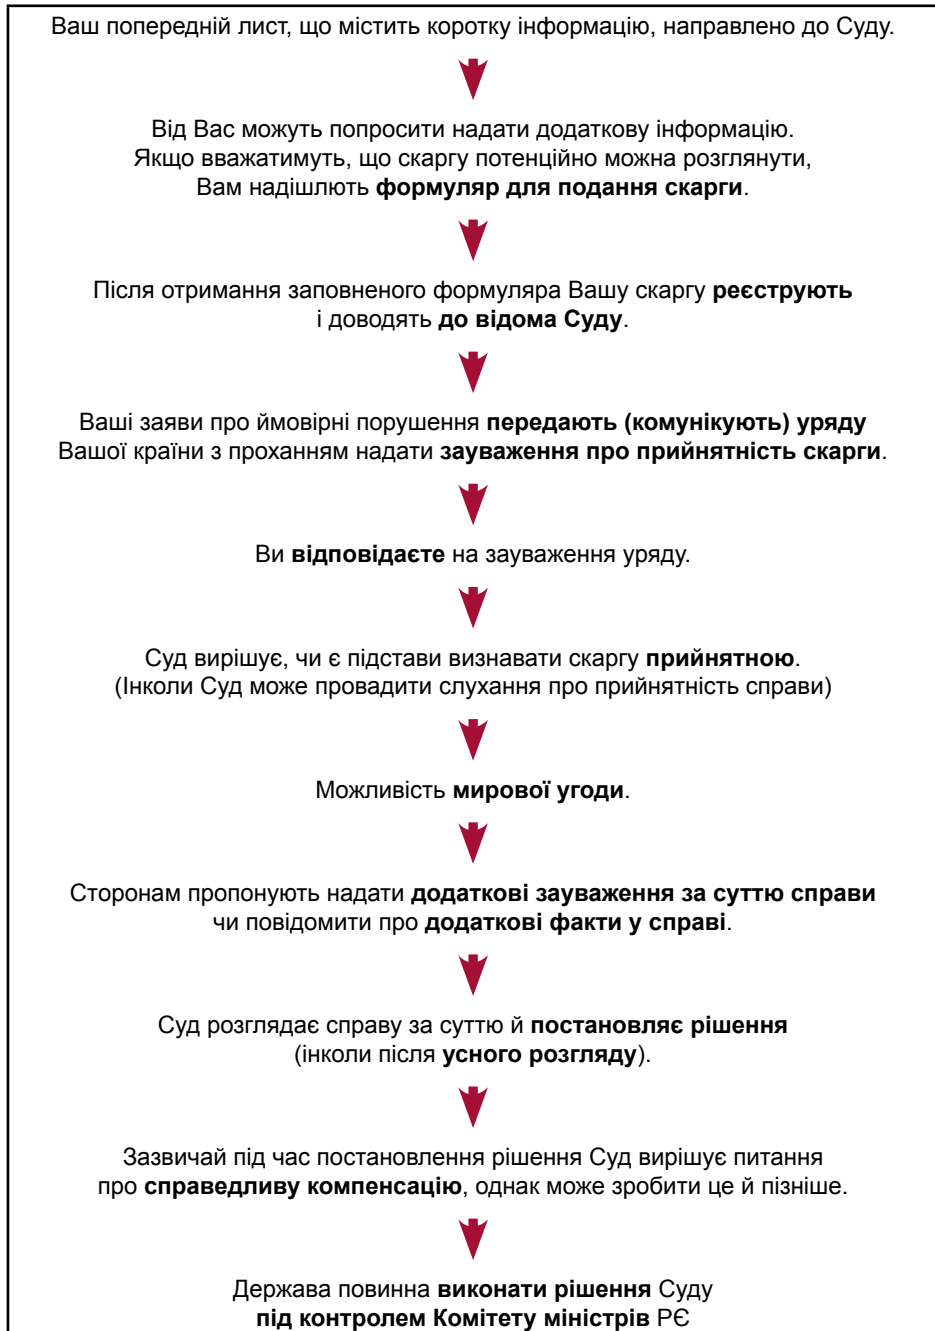 Ваш попередній лист, що містить коротку інформацію, направлено до Суду.
Від Вас можуть попросити надати додаткову інформацію.
Якщо вважатимуть, що скаргу потенційно можна розглянути,
Вам надішлють формуляр для подання скарги.
Після отримання заповненого формуляра Вашу скаргу реєструють
і доводять до відома Суду.
Ваші заяви про ймовірні порушення передають (комунікують) уряду
Вашої країни з проханням надати зауваження про прийнятність скарги.
Ви відповідаєте на зауваження уряду.
Суд вирішує, чи є підстави визнавати скаргу прийнятною.
(Інколи Суд може провадити слухання про прийнятність справи)
Можливість мирової угоди.
Сторонам пропонують надати додаткові зауваження за суттю справи
чи повідомити про додаткові факти у справі.
Суд розглядає справу за суттю й постановляє рішення
(інколи після усного розгляду).
Зазвичай під час постановлення рішення Суд вирішує питання
про справедливу компенсацію, однак може зробити це й пізніше.
Держава повинна виконати рішення Суду
під контролем Комітету міністрів РЄ